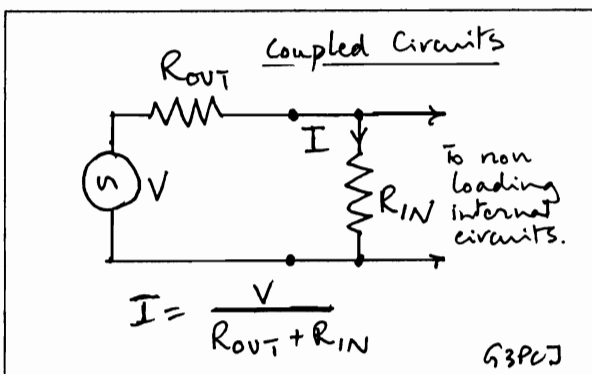 Coupled Circuits
ROUT
I
V
RIN
To non
loading
internal
circuits.
I = V / ROUT + RIN
G3PCJ